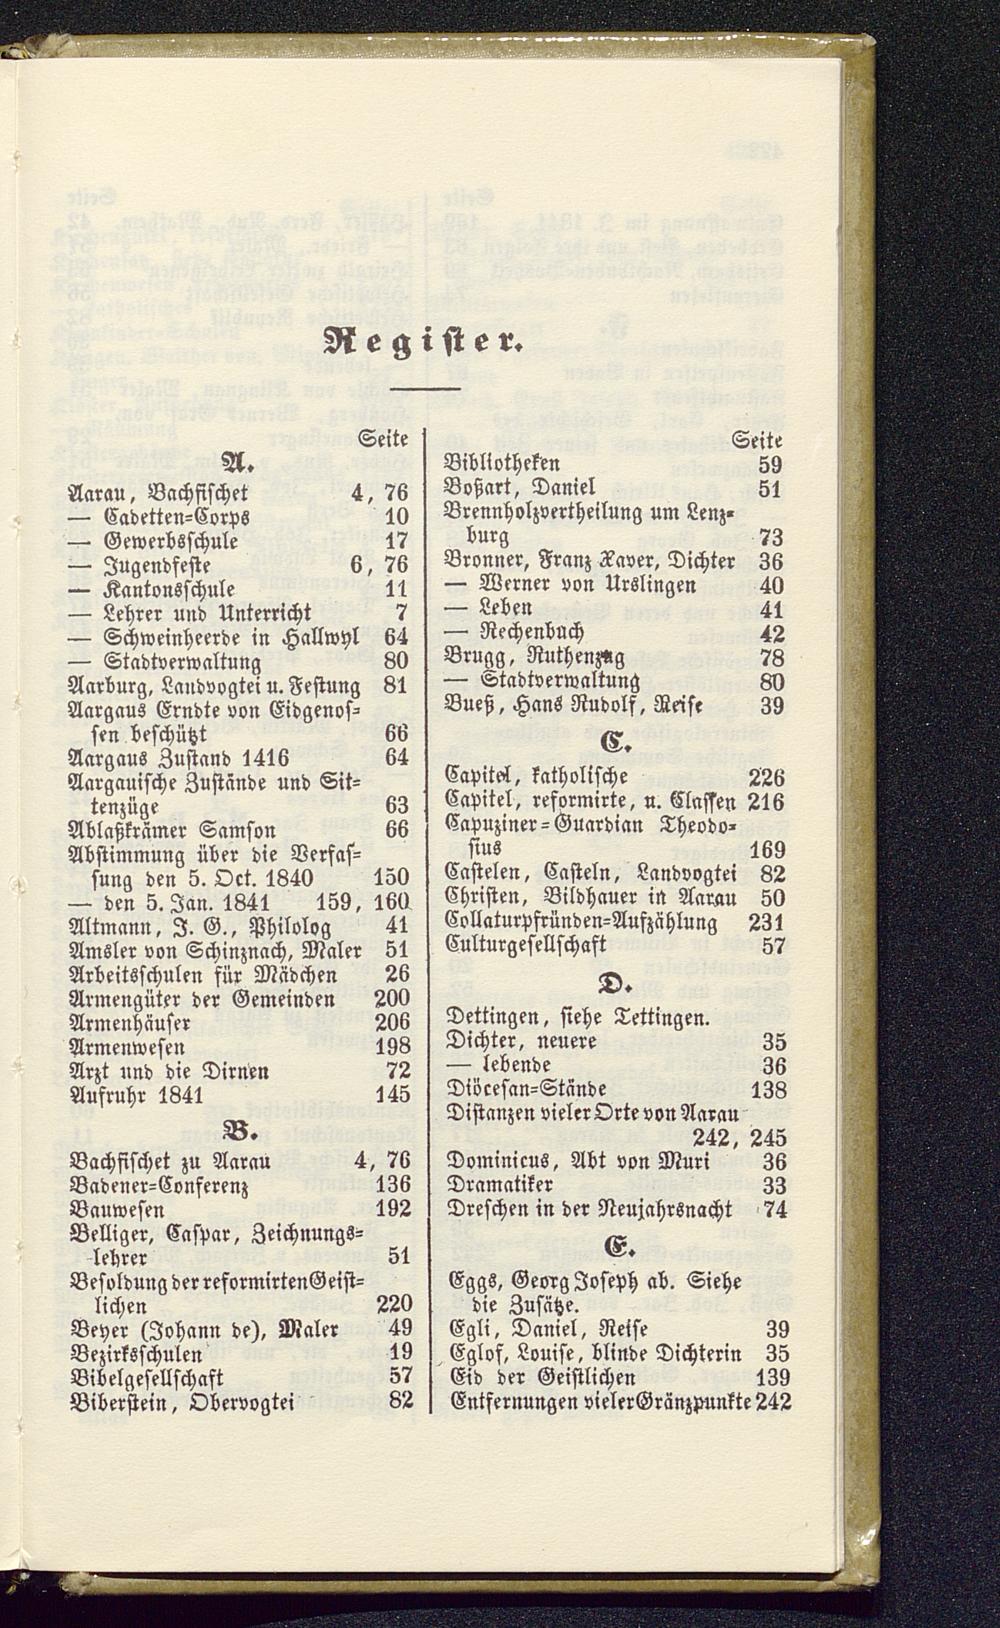 Register.
Seite
A.
Aarau, Bachfischet 4, 76
— Cadetten-Corps 10
— Gewerbsschule 17
— Jugendfeste 6, 76
— Kantonsschule 11
— Lehrer und Unterricht 7
— Schweinheerde in Hallwyl 64
— Stadtverwaltung 80
Aarburg, Landvogtei u. Festung 81
Aargaus Erndte von Eidgenos-
sen beschützt 66
Aargaus Zustand 1416 64
Aargauische Zustände und Sit-
tenzüge 63
Ablaßkrämer Samson 66
Abstimmung über die Verfas-
sung den 5. Oct. 1840 150
— den 5. Jan. 1841 159, 160
Altmann, J. G., Philolog 41
Amsler von Schinznach, Maler 51
Arbeitsschulen für Mädchen 26
Armengüter der Gemeinden 200
Armenhäuser 206
Armenwesen 198
Arzt und die Dirnen 72
Aufruhr 1841 145
B.
Bachfischet zu Aarau 4, 76
Badener-Conferenz 136
Bauwesen 192
Belliger, Caspar, Zeichnungs-
lehrer 51
Besoldung der reformirten Geist-
lichen 220
Beyer (Johann de), Maler 49
Bezirksschulen 19
Bibelgesellschaft 57
Biberstein, Obervogtei 82
Seite
Bibliotheken 59
Boßart, Daniel 51
Brennholzvertheilung um Lenz-
burg 73
Bronner, Franz Xaver, Dichter 36
— Werner von Urslingen 40
— Leben 41
— Rechenbuch 42
Brugg, Ruthenzug 78
— Stadtverwaltung 80
Bueß, Hans Rudolf, Reise 39
C.
Capitel, katholische 226
Capitel, reformirte, u. Classen 216
Capuziner-Guardian Theodo-
sius 169
Castelen, Casteln, Landvogtei 82
Christen, Bildhauer in Aarau 50
Collaturpfründen-Aufzählung 231
Culturgesellschaft 57
D.
Dettingen, siehe Tettingen.
Dichter, neuere 35
— lebende 36
Diöcesan-Stände 138
Distanzen vieler Orte von Aarau
242, 245
Dominicus, Abt von Muri 36
Dramatiker 33
Dreschen in der Neujahrsnacht 74
E.
Eggs, Georg Joseph ab. Siehe
die Zusätze.
Egli, Daniel, Reise 39
Eglof, Louise, blinde Dichterin 35
Eid der Geistlichen 139
Entfernungen vieler Gränzpunkte 242